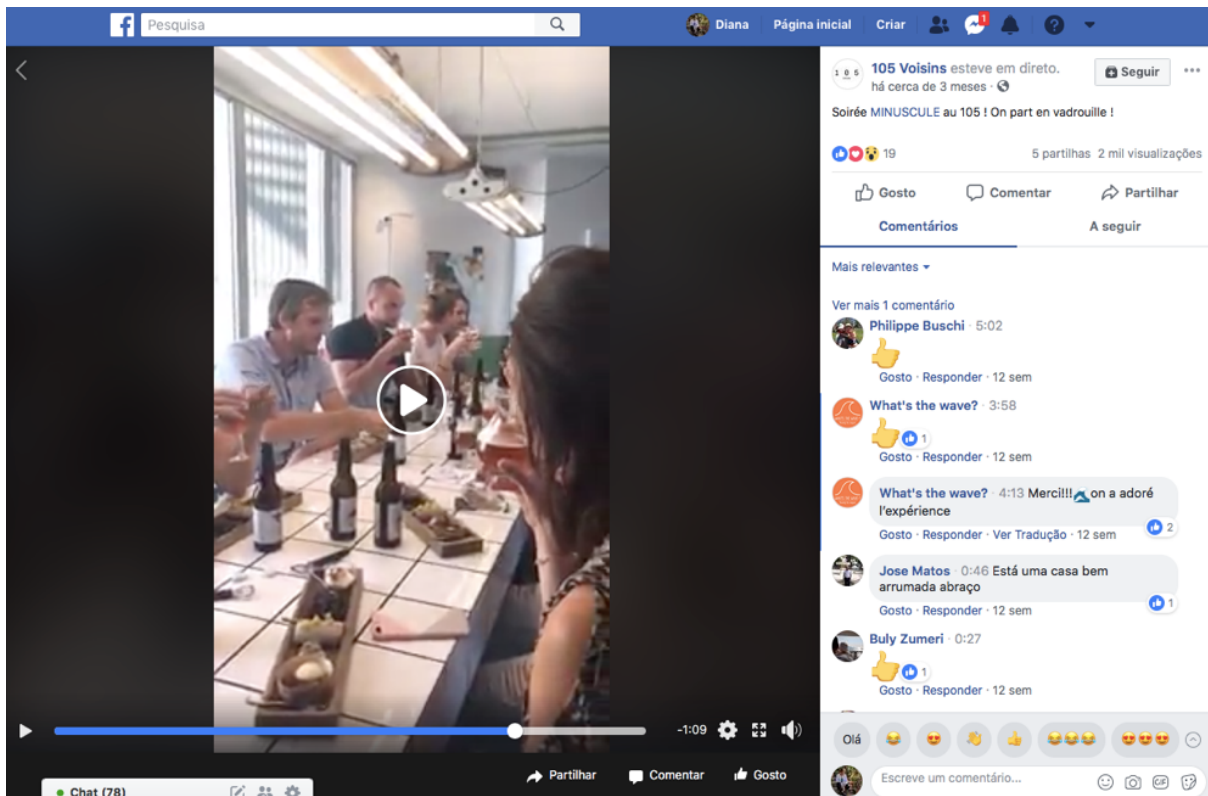 Pesquisa
Diana
Página inicial
Criar
1
105 Voisins esteve em direto.
há cerca de 3 meses ·
Seguir
105
Soirée MINUSCULE au 105 ! On part en vadrouille !
19
5 partilhas 2 mil visualizações
Gosto
Comentar
Partilhar
Comentários
A seguir
Mais relevantes
Ver mais 1 comentário
Philippe Buschi · 5:02
Gosto · Responder · 12 sem
What's the wave? · 3:58
1
Gosto · Responder · 12 sem
What's the wave? · 4:13 Merci!!! on a adoré
l'expérience
2
Gosto · Responder · Ver Tradução · 12 sem
Jose Matos · 0:46 Está uma casa bem
arrumada abraço
1
Gosto · Responder · 12 sem
Buly Zumeri · 0:27
1
Gosto · Responder · 12 sem
Olá
Escreve um comentário...
GIF
-1:09
Partilhar
Comentar
Gosto
Chat (78)